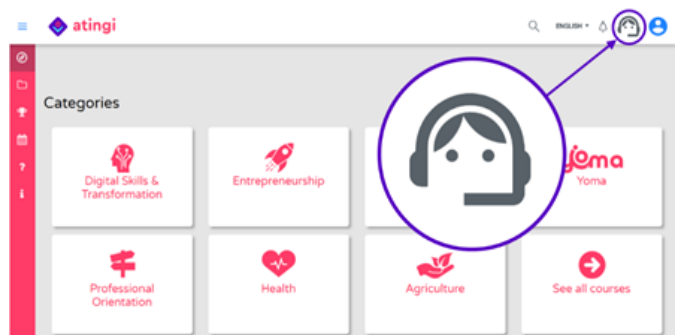 atingi
ENGLISH
Categories
Digital Skills &
Transformation
Entrepreneurship
yoma
Yoma
Professional
Orientation
Health
Agriculture
See all courses